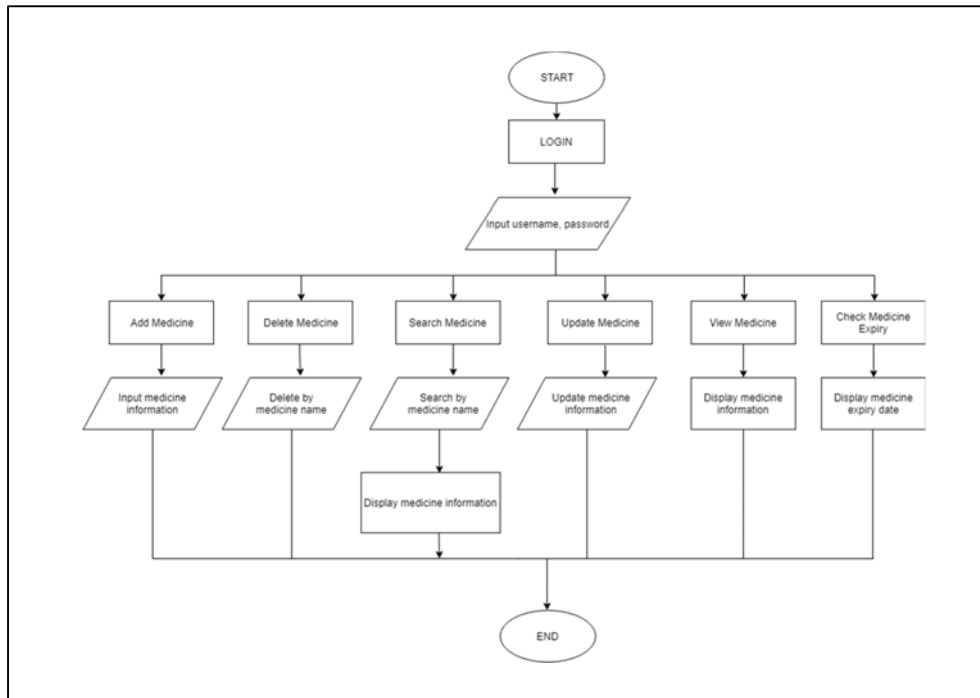 START
LOGIN
Input username, password
Add Medicine
Delete Medicine
Search Medicine
Update Medicine
View Medicine
Check Medicine
Expiry
Input medicine
information
Delete by
medicine name
Search by
medicine name
Update medicine
information
Display medicine
information
Display medicine
expiry date
Display medicine information
END